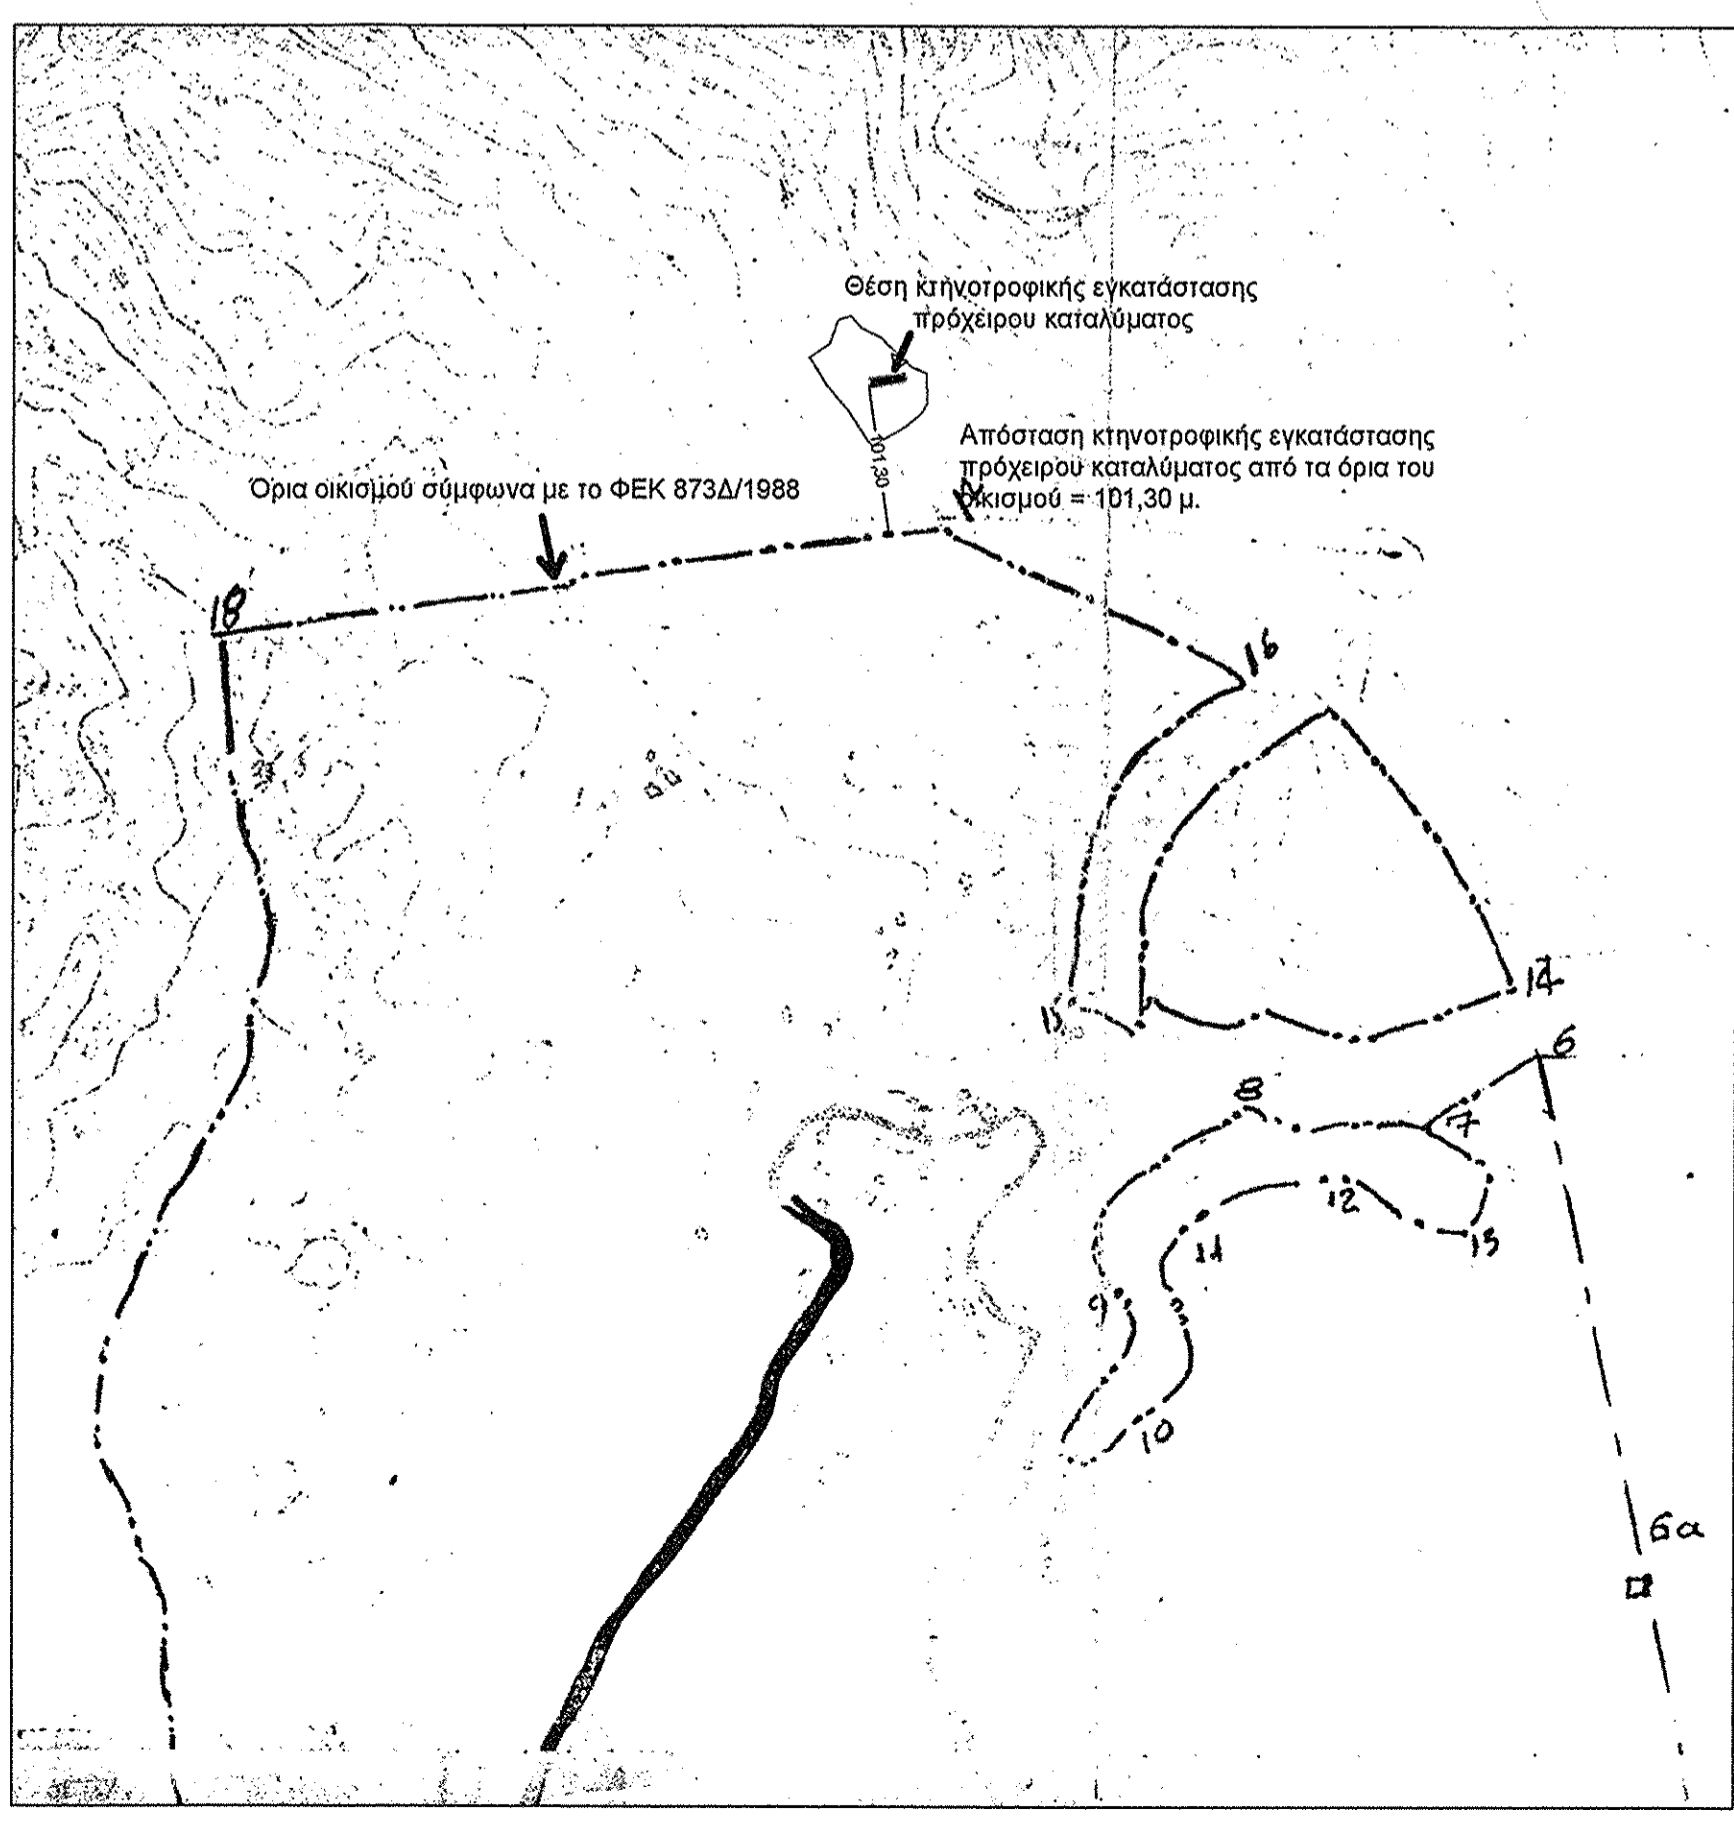 Θέση κτηνοτροφικής εγκατάστασης
πρόχειρου καταλύματος
101,30
Απόσταση κτηνοτροφικής εγκατάστασης
πρόχειρου καταλύματος από τα όρια του
οικισμού = 101,30 μ.
Όρια οικισμού σύμφωνα με το ΦΕΚ 873Δ/1988
18
16
14
15
6
8
7
12
11
13
9
10
6α